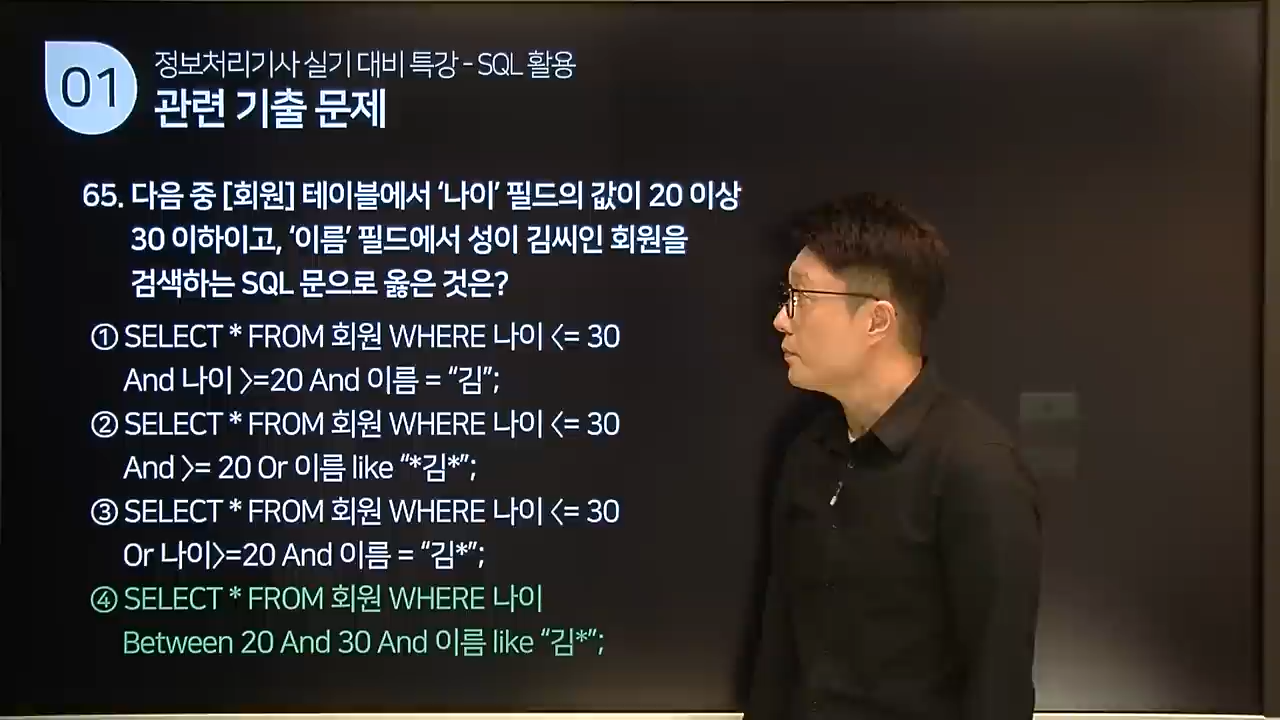 01
정보처리기사 실기 대비 특강 - SQL 활용
관련 기출 문제
65. 다음 중 [회원] 테이블에서 ‘나이’ 필드의 값이 20 이상
30 이하이고, ‘이름’ 필드에서 성이 김씨인 회원을
검색하는 SQL 문으로 옳은 것은?
① SELECT * FROM 회원 WHERE 나이 <= 30
And 나이 >=20 And 이름 = “김”;
② SELECT * FROM 회원 WHERE 나이 <= 30
And >= 20 Or 이름 like “*김*”;
③ SELECT * FROM 회원 WHERE 나이 <= 30
Or 나이>=20 And 이름 = “김*”;
④ SELECT * FROM 회원 WHERE 나이
Between 20 And 30 And 이름 like “김*”;